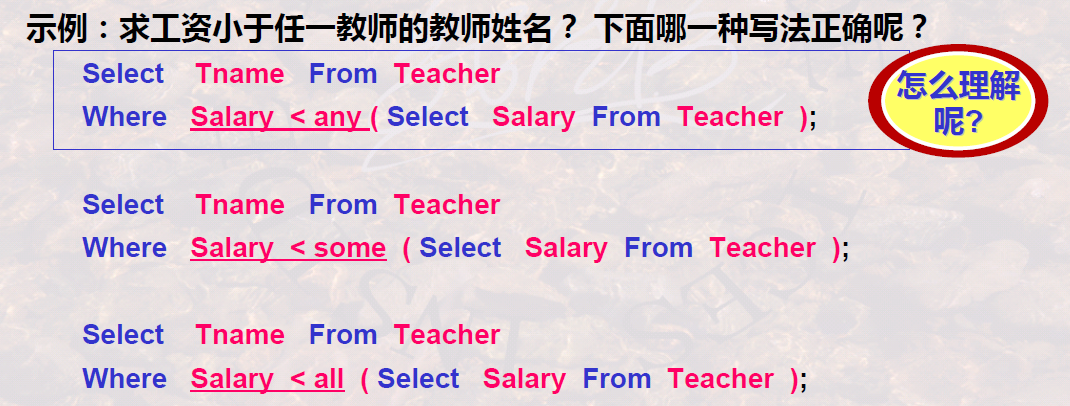 示例：求工资小于任一教师的教师姓名？ 下面哪一种写法正确呢？
Select Tname From Teacher
Where Salary < any ( Select Salary From Teacher );
怎么理解
呢?
Select Tname From Teacher
Where Salary < some ( Select Salary From Teacher );
Select Tname From Teacher
Where Salary < all ( Select Salary From Teacher );